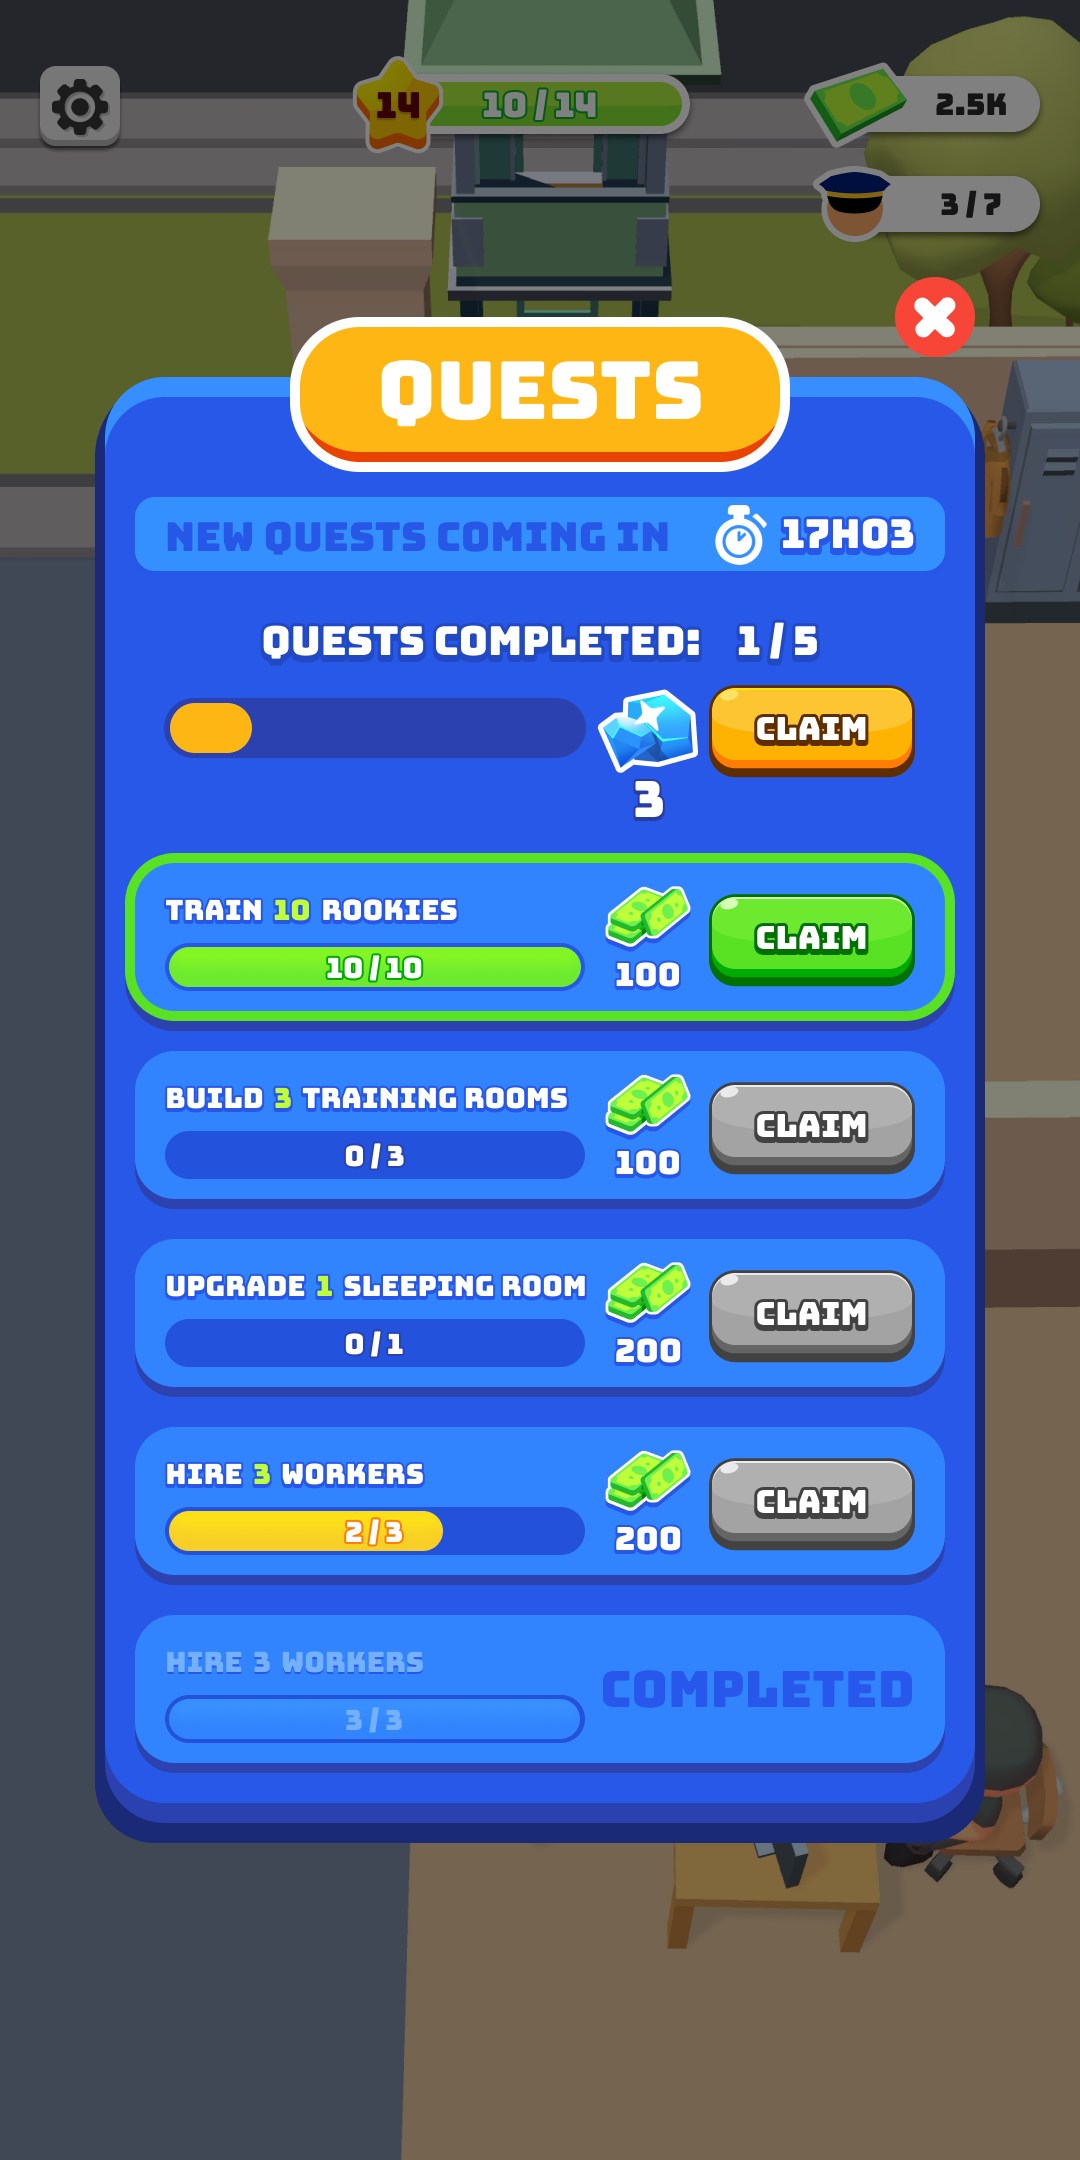 14
10/14
2.5K
3/7
QUESTS
NEW QUESTS COMING IN 17H03
QUESTS COMPLETED: 1/5
CLAIM
3
TRAIN 10 ROOKIES
10/10
100
CLAIM
BUILD 3 TRAINING ROOMS
0/3
100
CLAIM
UPGRADE 1 SLEEPING ROOM
0/1
200
CLAIM
HIRE 3 WORKERS
2/3
200
CLAIM
HIRE 3 WORKERS
3/3
COMPLETED